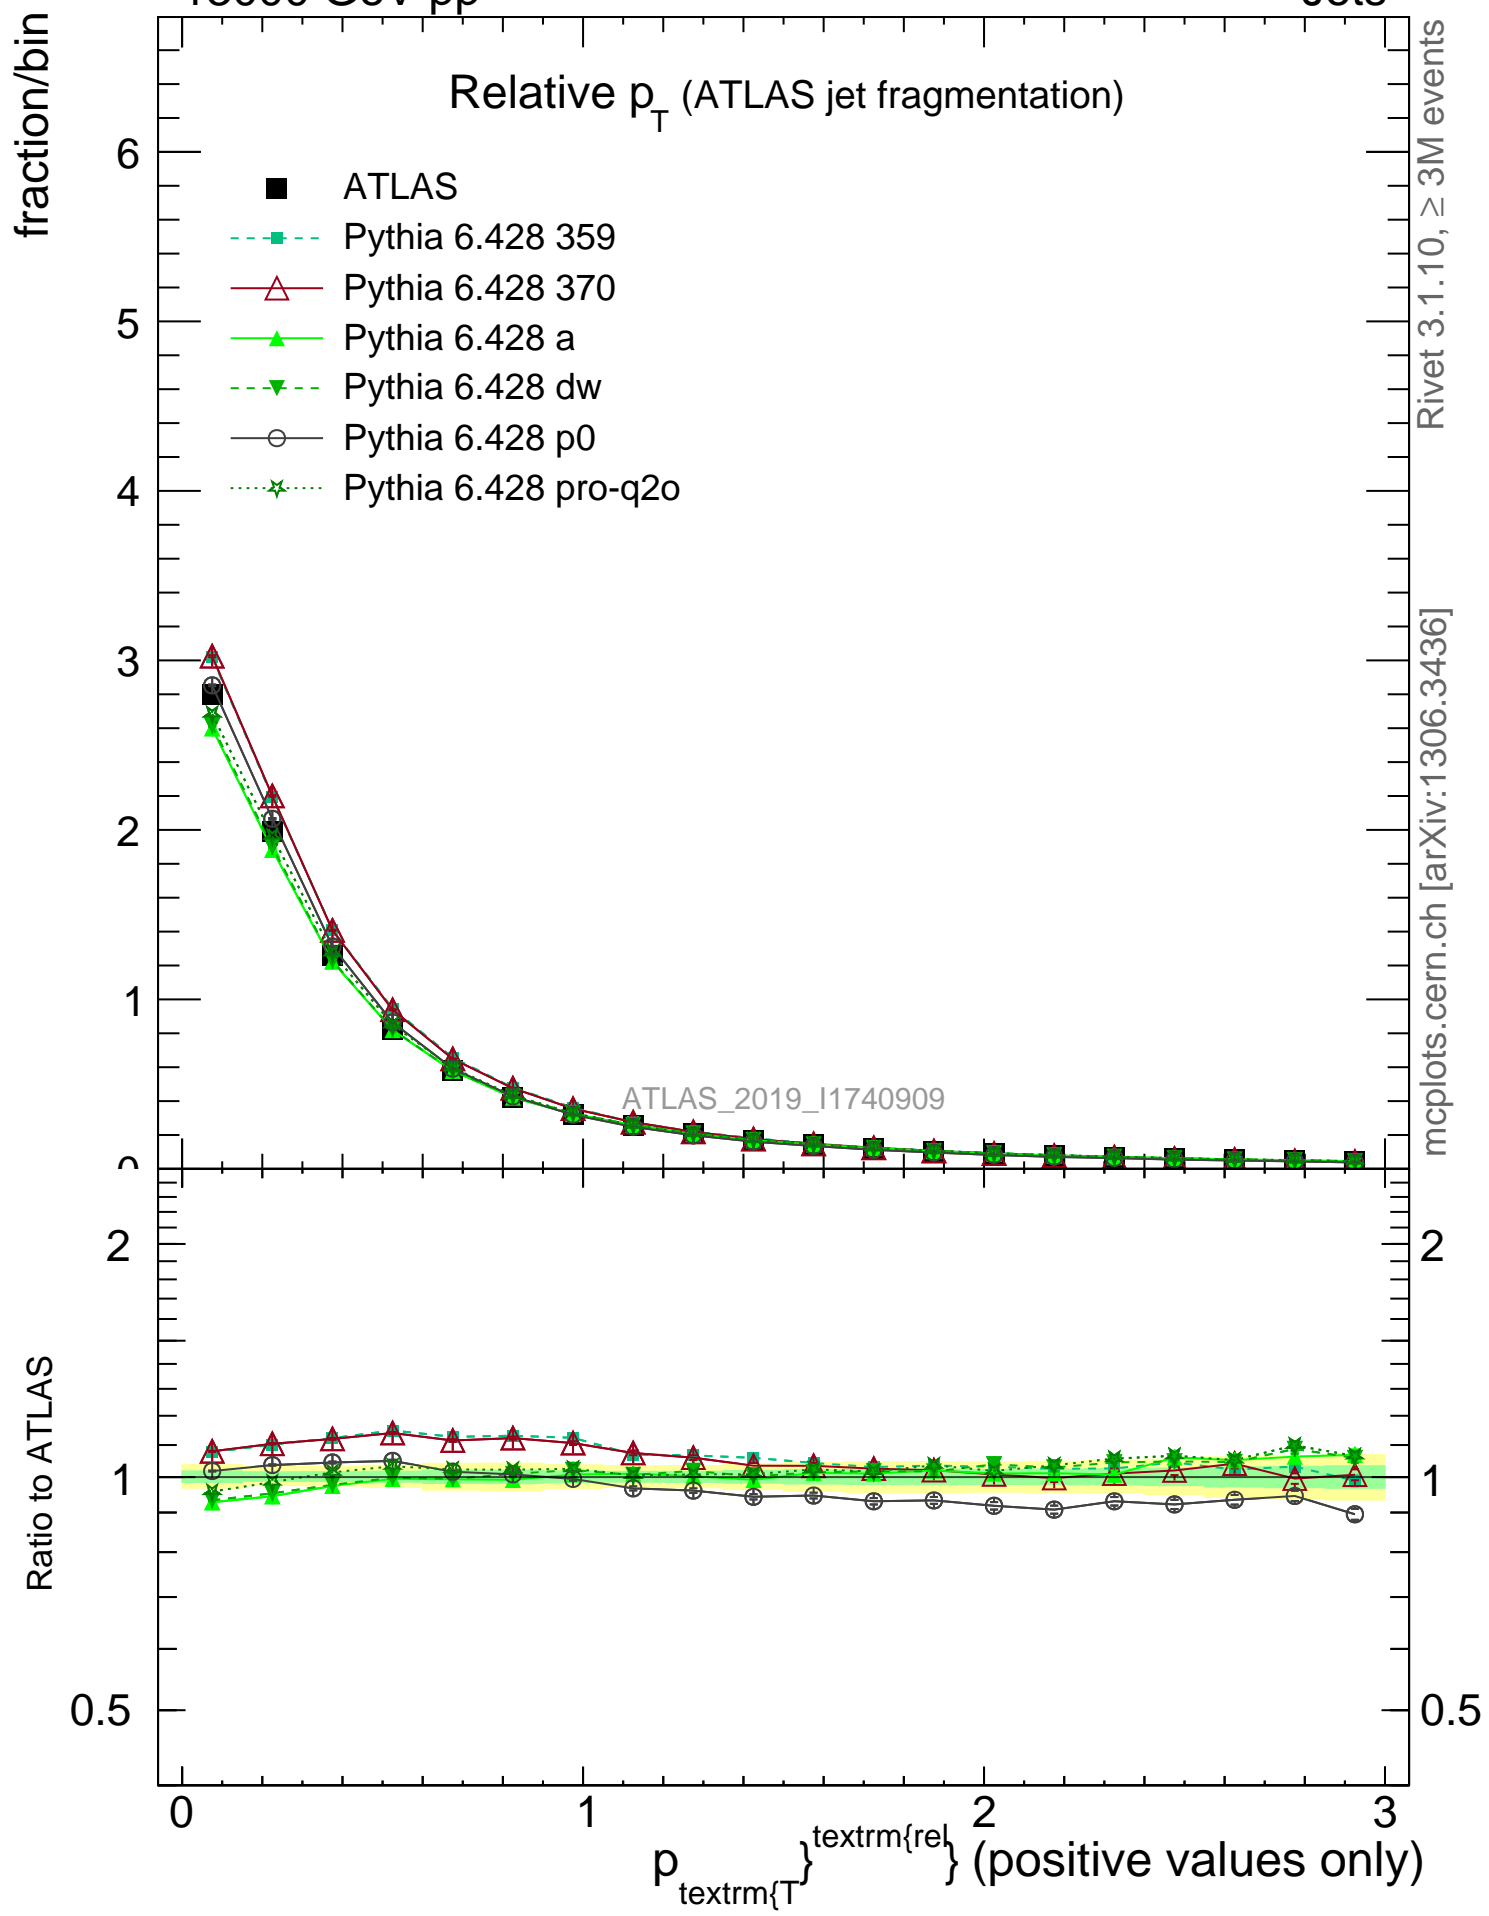 fraction/bin
Relative pT (ATLAS jet fragmentation)
6
ATLAS
Pythia 6.428 359
Pythia 6.428 370
Pythia 6.428 a
Pythia 6.428 dw
Pythia 6.428 p0
Pythia 6.428 pro-q2o
5
4
3
2
1
ATLAS_2019_I1740909
Rivet 3.1.10, ≥ 3M events
mcplots.cern.ch [arXiv:1306.3436]
Ratio to ATLAS
2 2
1 1
0.5 0.5
0 1 2 3
p textrm{T}}textrm{rel} (positive values only)